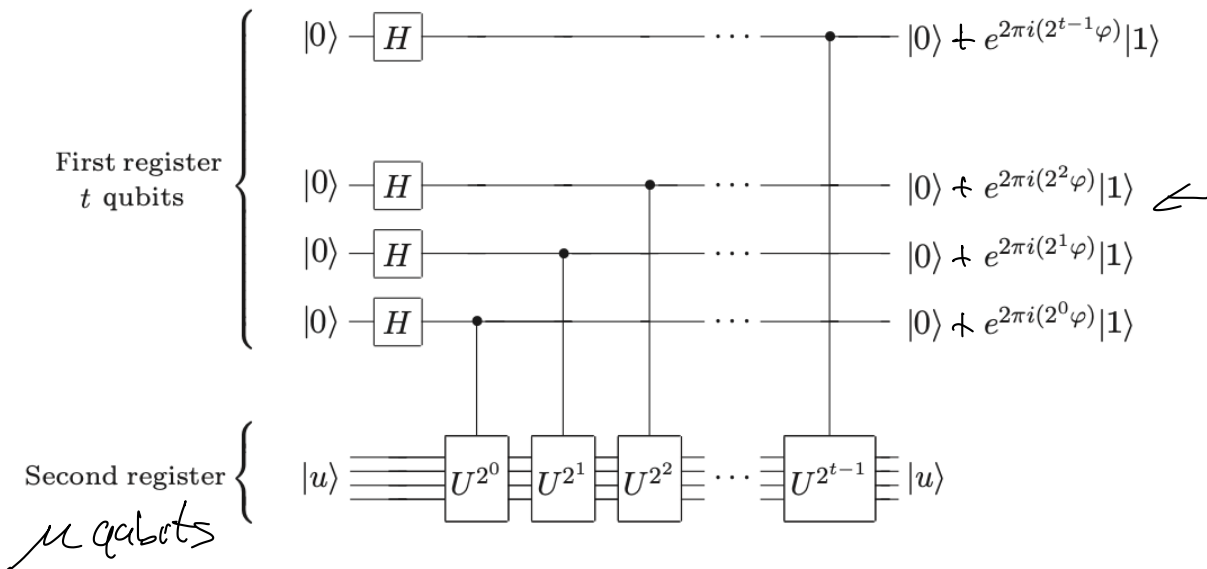 |0⟩ H ··· |0⟩ + e^{2πi(2^{t−1}φ)}|1⟩
First register
t qubits
|0⟩ H ··· |0⟩ + e^{2πi(2^2φ)}|1⟩ ←
|0⟩ H ··· |0⟩ + e^{2πi(2^1φ)}|1⟩
|0⟩ H ··· |0⟩ + e^{2πi(2^0φ)}|1⟩
Second register |u⟩ U^{2^0} U^{2^1} U^{2^2} ··· U^{2^{t−1}} |u⟩
qubits